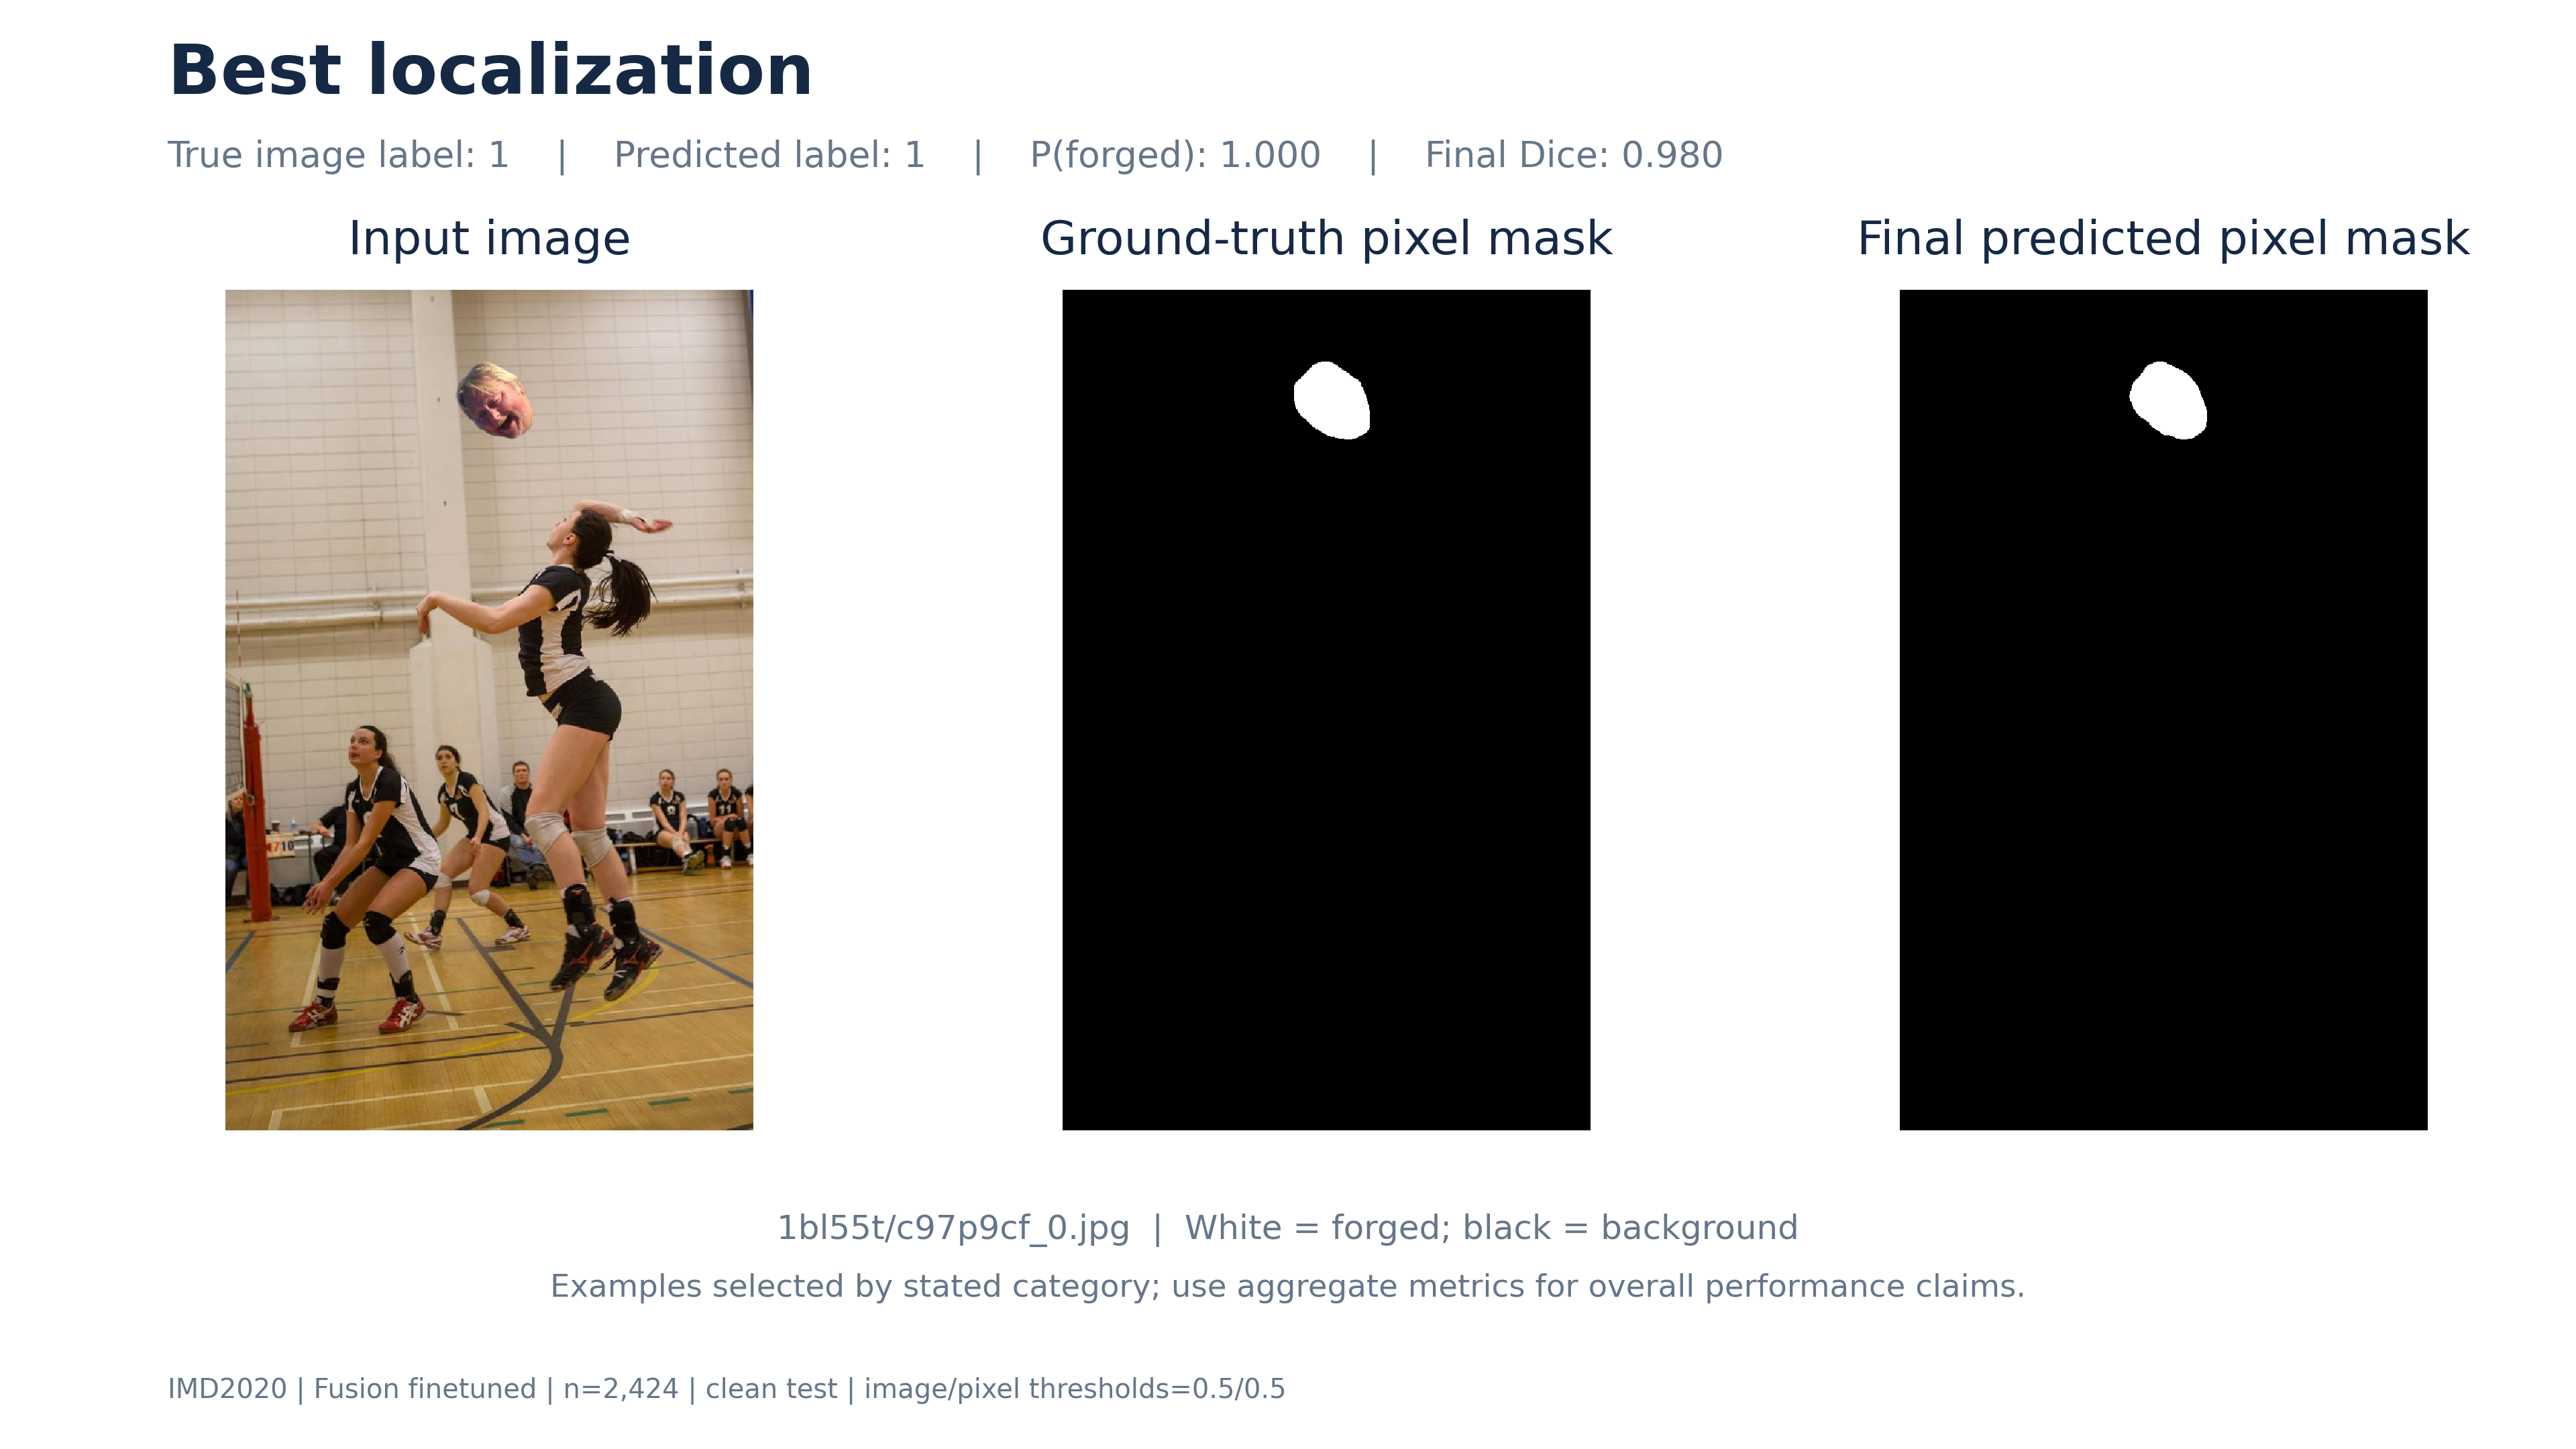 Best localization
True image label: 1 | Predicted label: 1 | P(forged): 1.000 | Final Dice: 0.980
Input image
Ground-truth pixel mask
Final predicted pixel mask
710
7
11
1bl55t/c97p9cf_0.jpg | White = forged; black = background
Examples selected by stated category; use aggregate metrics for overall performance claims.
IMD2020 | Fusion finetuned | n=2,424 | clean test | image/pixel thresholds=0.5/0.5